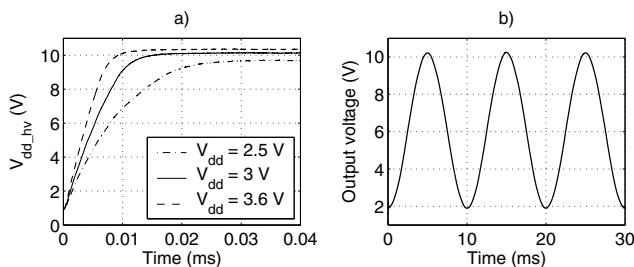 a)
V_dd_hv (V)
10
8
6
4
2
0
0
0.01
0.02
0.03
0.04
Time (ms)
V_dd = 2.5 V
V_dd = 3 V
V_dd = 3.6 V
b)
Output voltage (V)
10
8
6
4
2
0
10
20
30
Time (ms)